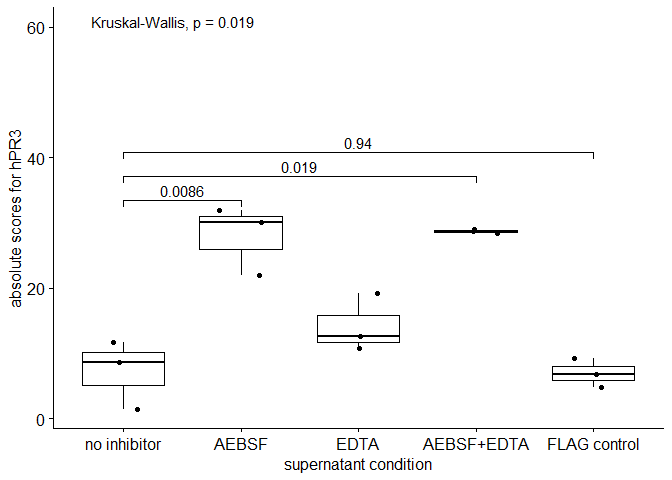 Kruskal-Wallis, p = 0.019
60
40
20
0
absolute scores for hPR3
0.94
0.019
0.0086
no inhibitor AEBSF EDTA AEBSF+EDTA FLAG control
supernatant condition